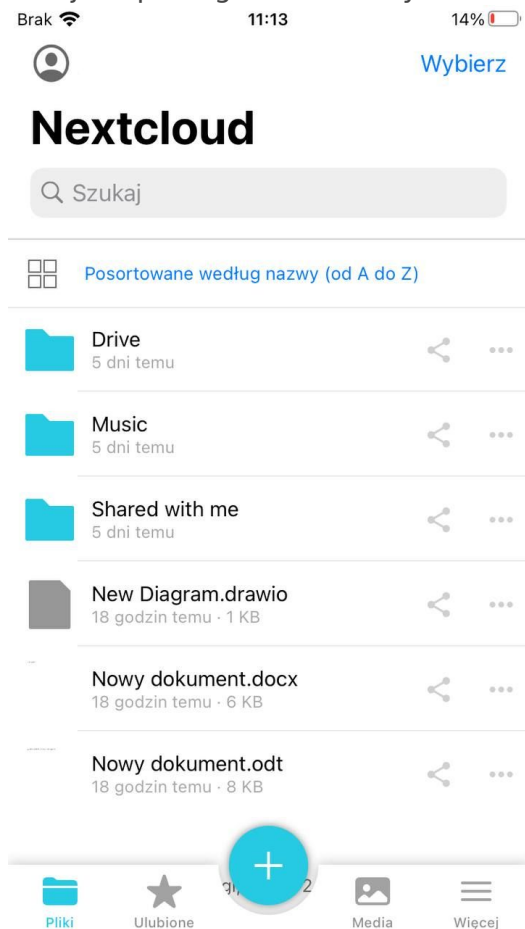 Brak 11:13 14%
Wybierz
Nextcloud
Szukaj
Posortowane według nazwy (od A do Z)
Drive
5 dni temu
Music
5 dni temu
Shared with me
5 dni temu
New Diagram.drawio
18 godzin temu · 1 KB
Nowy dokument.docx
18 godzin temu · 6 KB
Nowy dokument.odt
18 godzin temu · 8 KB
Pliki Ulubione Media Więcej